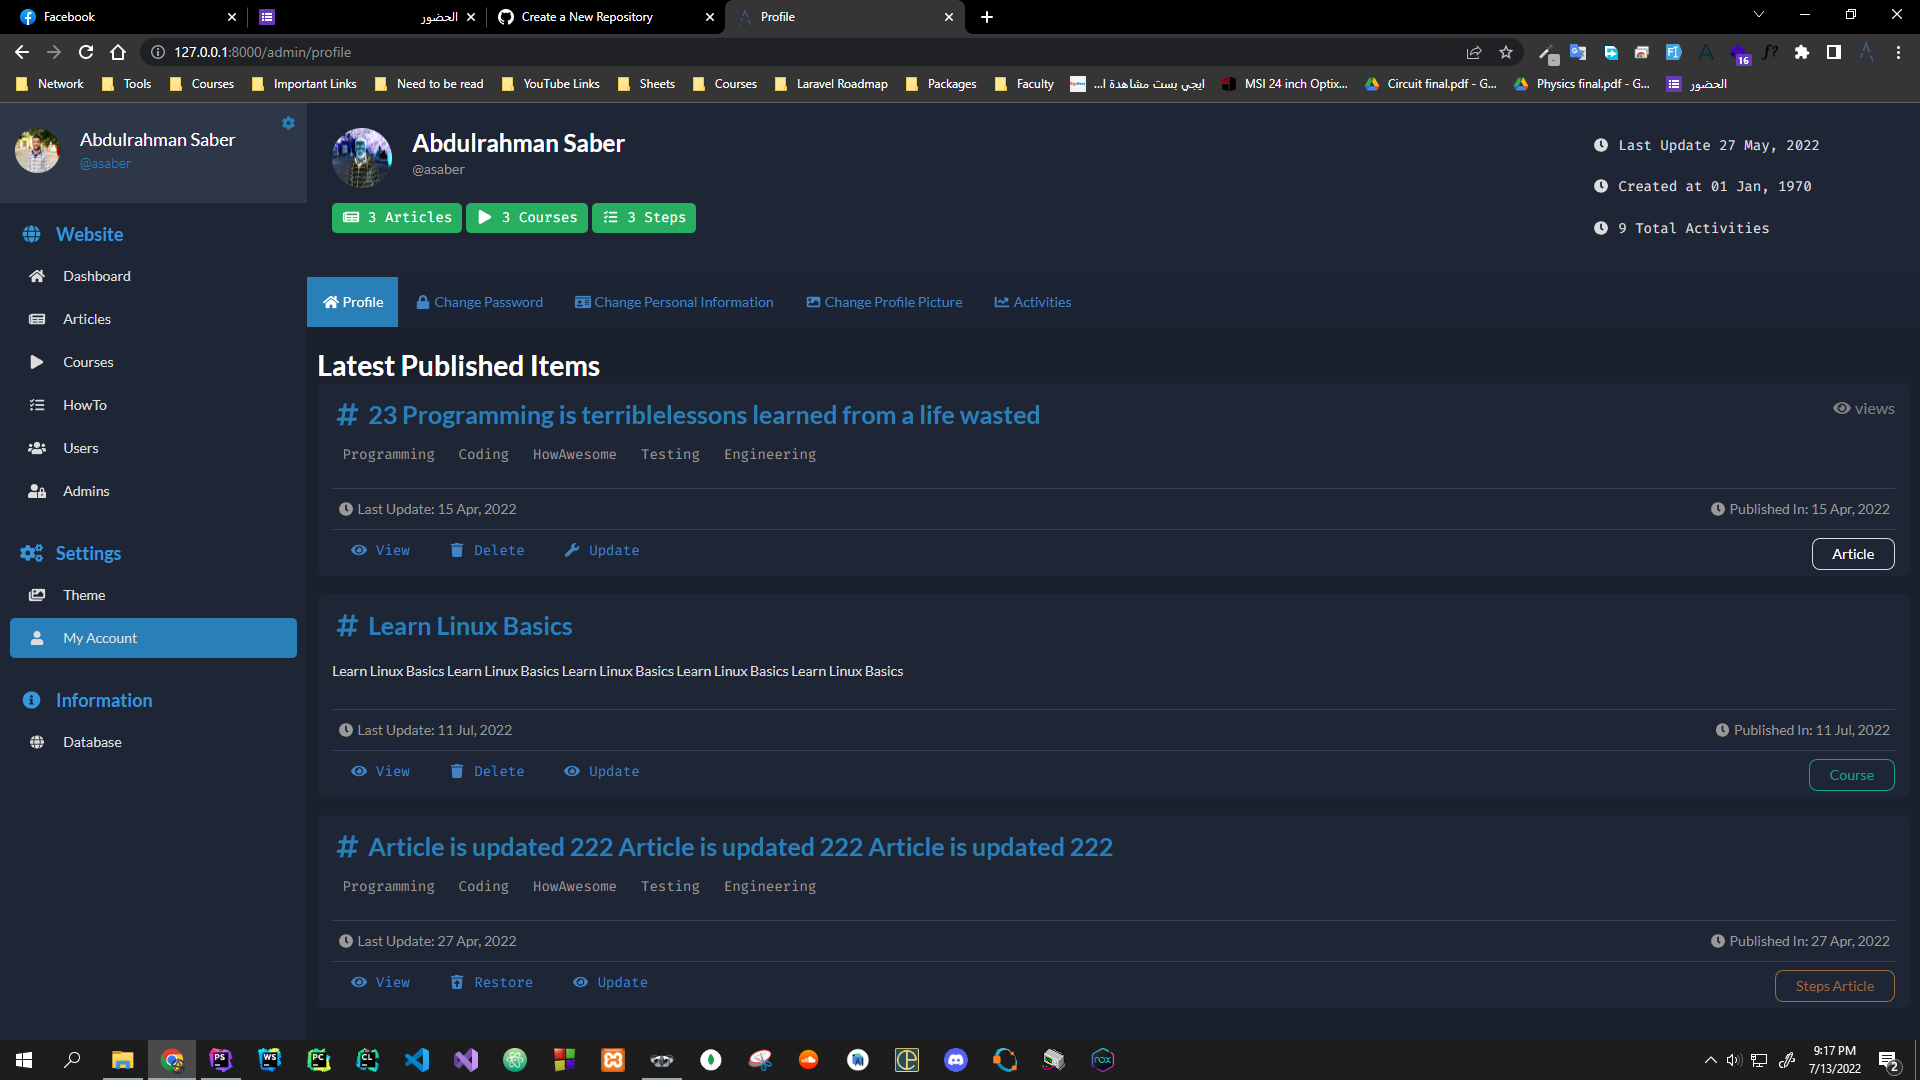 Facebook
الحضور
Create a New Repository
Profile
127.0.0.1:8000/admin/profile
16
f?
Network
Tools
Courses
Important Links
Need to be read
YouTube Links
Sheets
Courses
Laravel Roadmap
Packages
Faculty
ايجي بست مشاهدة ا...
MSI 24 inch Optix...
Circuit final.pdf - G...
Physics final.pdf - G...
الحضور
Abdulrahman Saber
@asaber
Website
Dashboard
Articles
Courses
HowTo
Users
Admins
Settings
Theme
My Account
Information
Database
Abdulrahman Saber
@asaber
3 Articles
3 Courses
3 Steps
Last Update 27 May, 2022
Created at 01 Jan, 1970
9 Total Activities
Profile
Change Password
Change Personal Information
Change Profile Picture
Activities
Latest Published Items
# 23 Programming is terriblelessons learned from a life wasted
views
Programming Coding HowAwesome Testing Engineering
Last Update: 15 Apr, 2022
Published In: 15 Apr, 2022
View
Delete
Update
Article
# Learn Linux Basics
Learn Linux Basics Learn Linux Basics Learn Linux Basics Learn Linux Basics Learn Linux Basics
Last Update: 11 Jul, 2022
Published In: 11 Jul, 2022
View
Delete
Update
Course
# Article is updated 222 Article is updated 222 Article is updated 222
Programming Coding HowAwesome Testing Engineering
Last Update: 27 Apr, 2022
Published In: 27 Apr, 2022
View
Restore
Update
Steps Article
PS
WS
PC
CL
nox
9:17 PM
7/13/2022
2